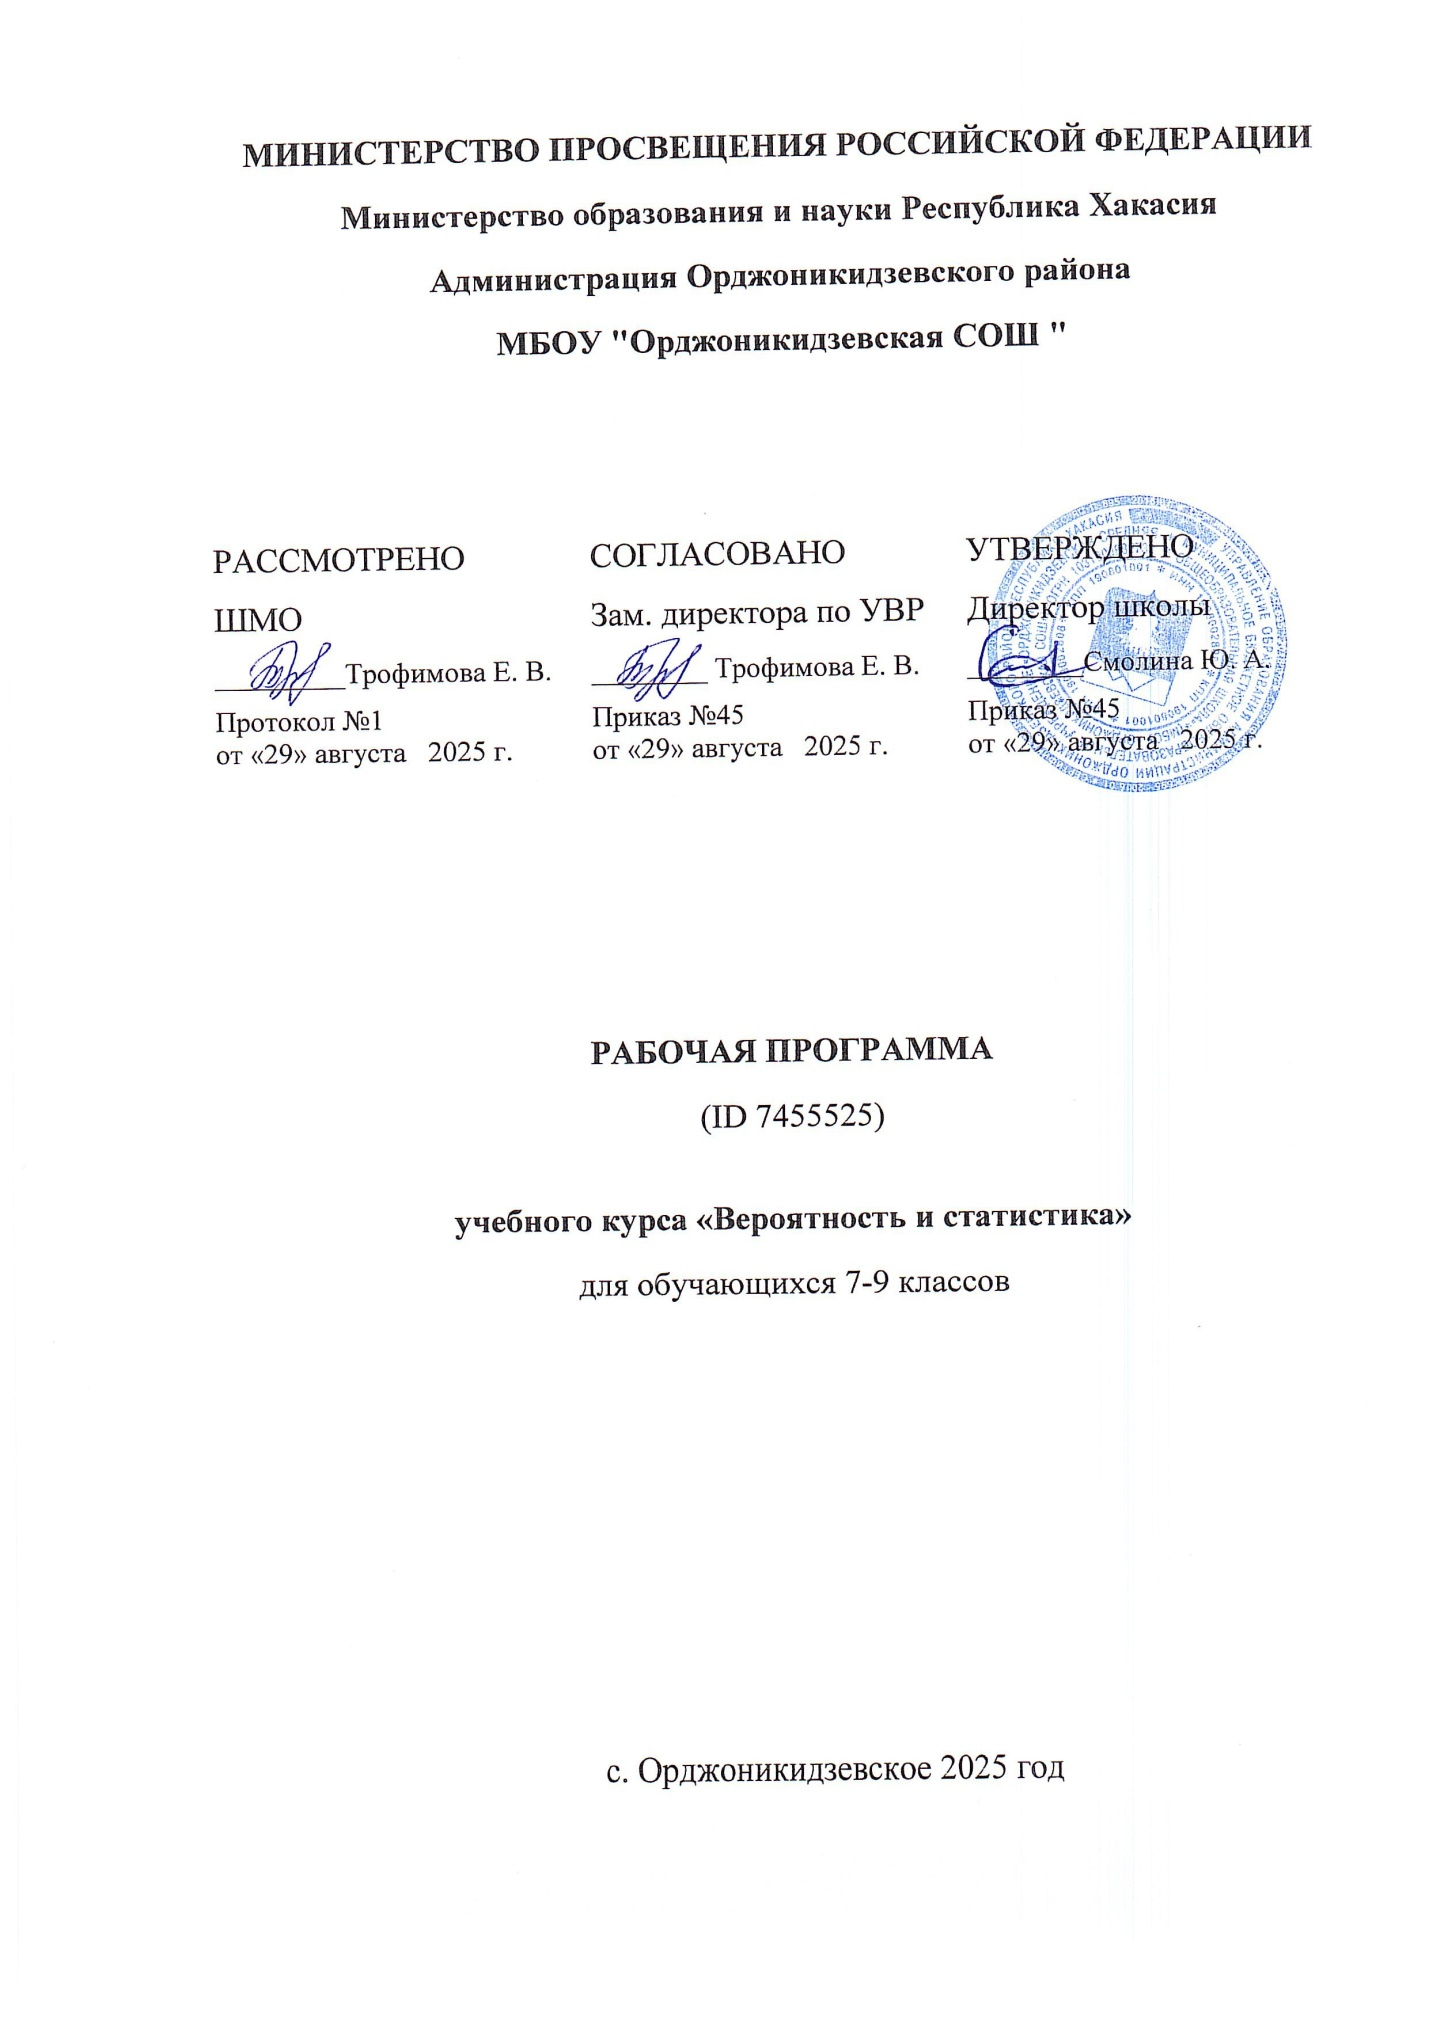 МИНИСТЕРСТВО ПРОСВЕЩЕНИЯ РОССИЙСКОЙ ФЕДЕРАЦИИ
Министерство образования и науки Республика Хакасия
Администрация Орджоникидзевского района
МБОУ "Орджоникидзевская СОШ "
РАССМОТРЕНО
ШМО
_________Трофимова Е. В.
Протокол №1
от «29» августа 2025 г.
СОГЛАСОВАНО
Зам. директора по УВР
________ Трофимова Е. В.
Приказ №45
от «29» августа 2025 г.
УТВЕРЖДЕНО
Директор школы
________Смолина Ю. А.
Приказ №45
от «29» августа 2025 г.
РАБОЧАЯ ПРОГРАММА
(ID 7455525)
учебного курса «Вероятность и статистика»
для обучающихся 7-9 классов
с. Орджоникидзевское 2025 год